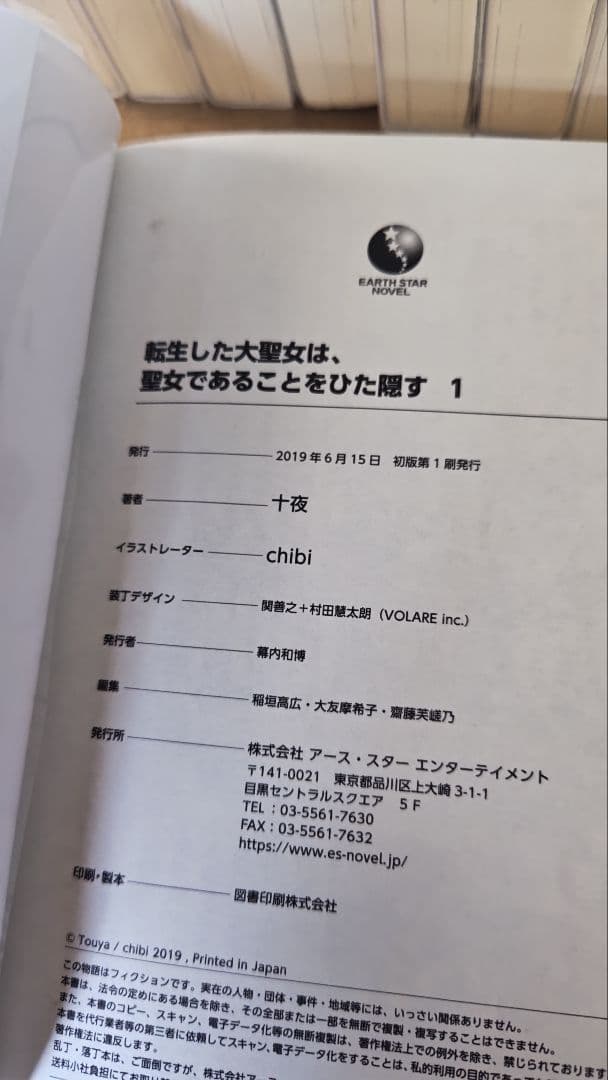 EARTH STAR
NOVEL
転生した大聖女は、
聖女であることをひた隠す 1
発行 2019年6月15日 初版第1刷発行
著者 十夜
イラストレーター chibi
装丁デザイン 関善之+村田慧太朗（VOLARE inc.）
発行者 幕内和博
編集 稲垣高広・大友摩希子・齋藤芙嵯乃
発行所 株式会社 アース・スター エンターテイメント
〒141-0021 東京都品川区上大崎 3-1-1
目黒セントラルスクエア 5F
TEL：03-5561-7630
FAX：03-5561-7632
https://www.es-novel.jp/
印刷・製本 図書印刷株式会社
© Touya / chibi 2019 , Printed in Japan
この物語はフィクションです。実在の人物・団体・事件・地域等には、いっさい関係ありません。
本書は、法令の定めにある場合を除き、その全部または一部を無断で複製・複写することはできません。
また、本書のコピー、スキャン、電子データ化等の無断複製は、著作権法上での例外を除き、禁じられております
本書を代行業者等の第三者に依頼してスキャン、電子データ化をすることは、私的利用の目的であ
著作権法に違反します。
乱丁・落丁本は、ご面倒ですが、株式会社アース
送料小社負担にてお取り